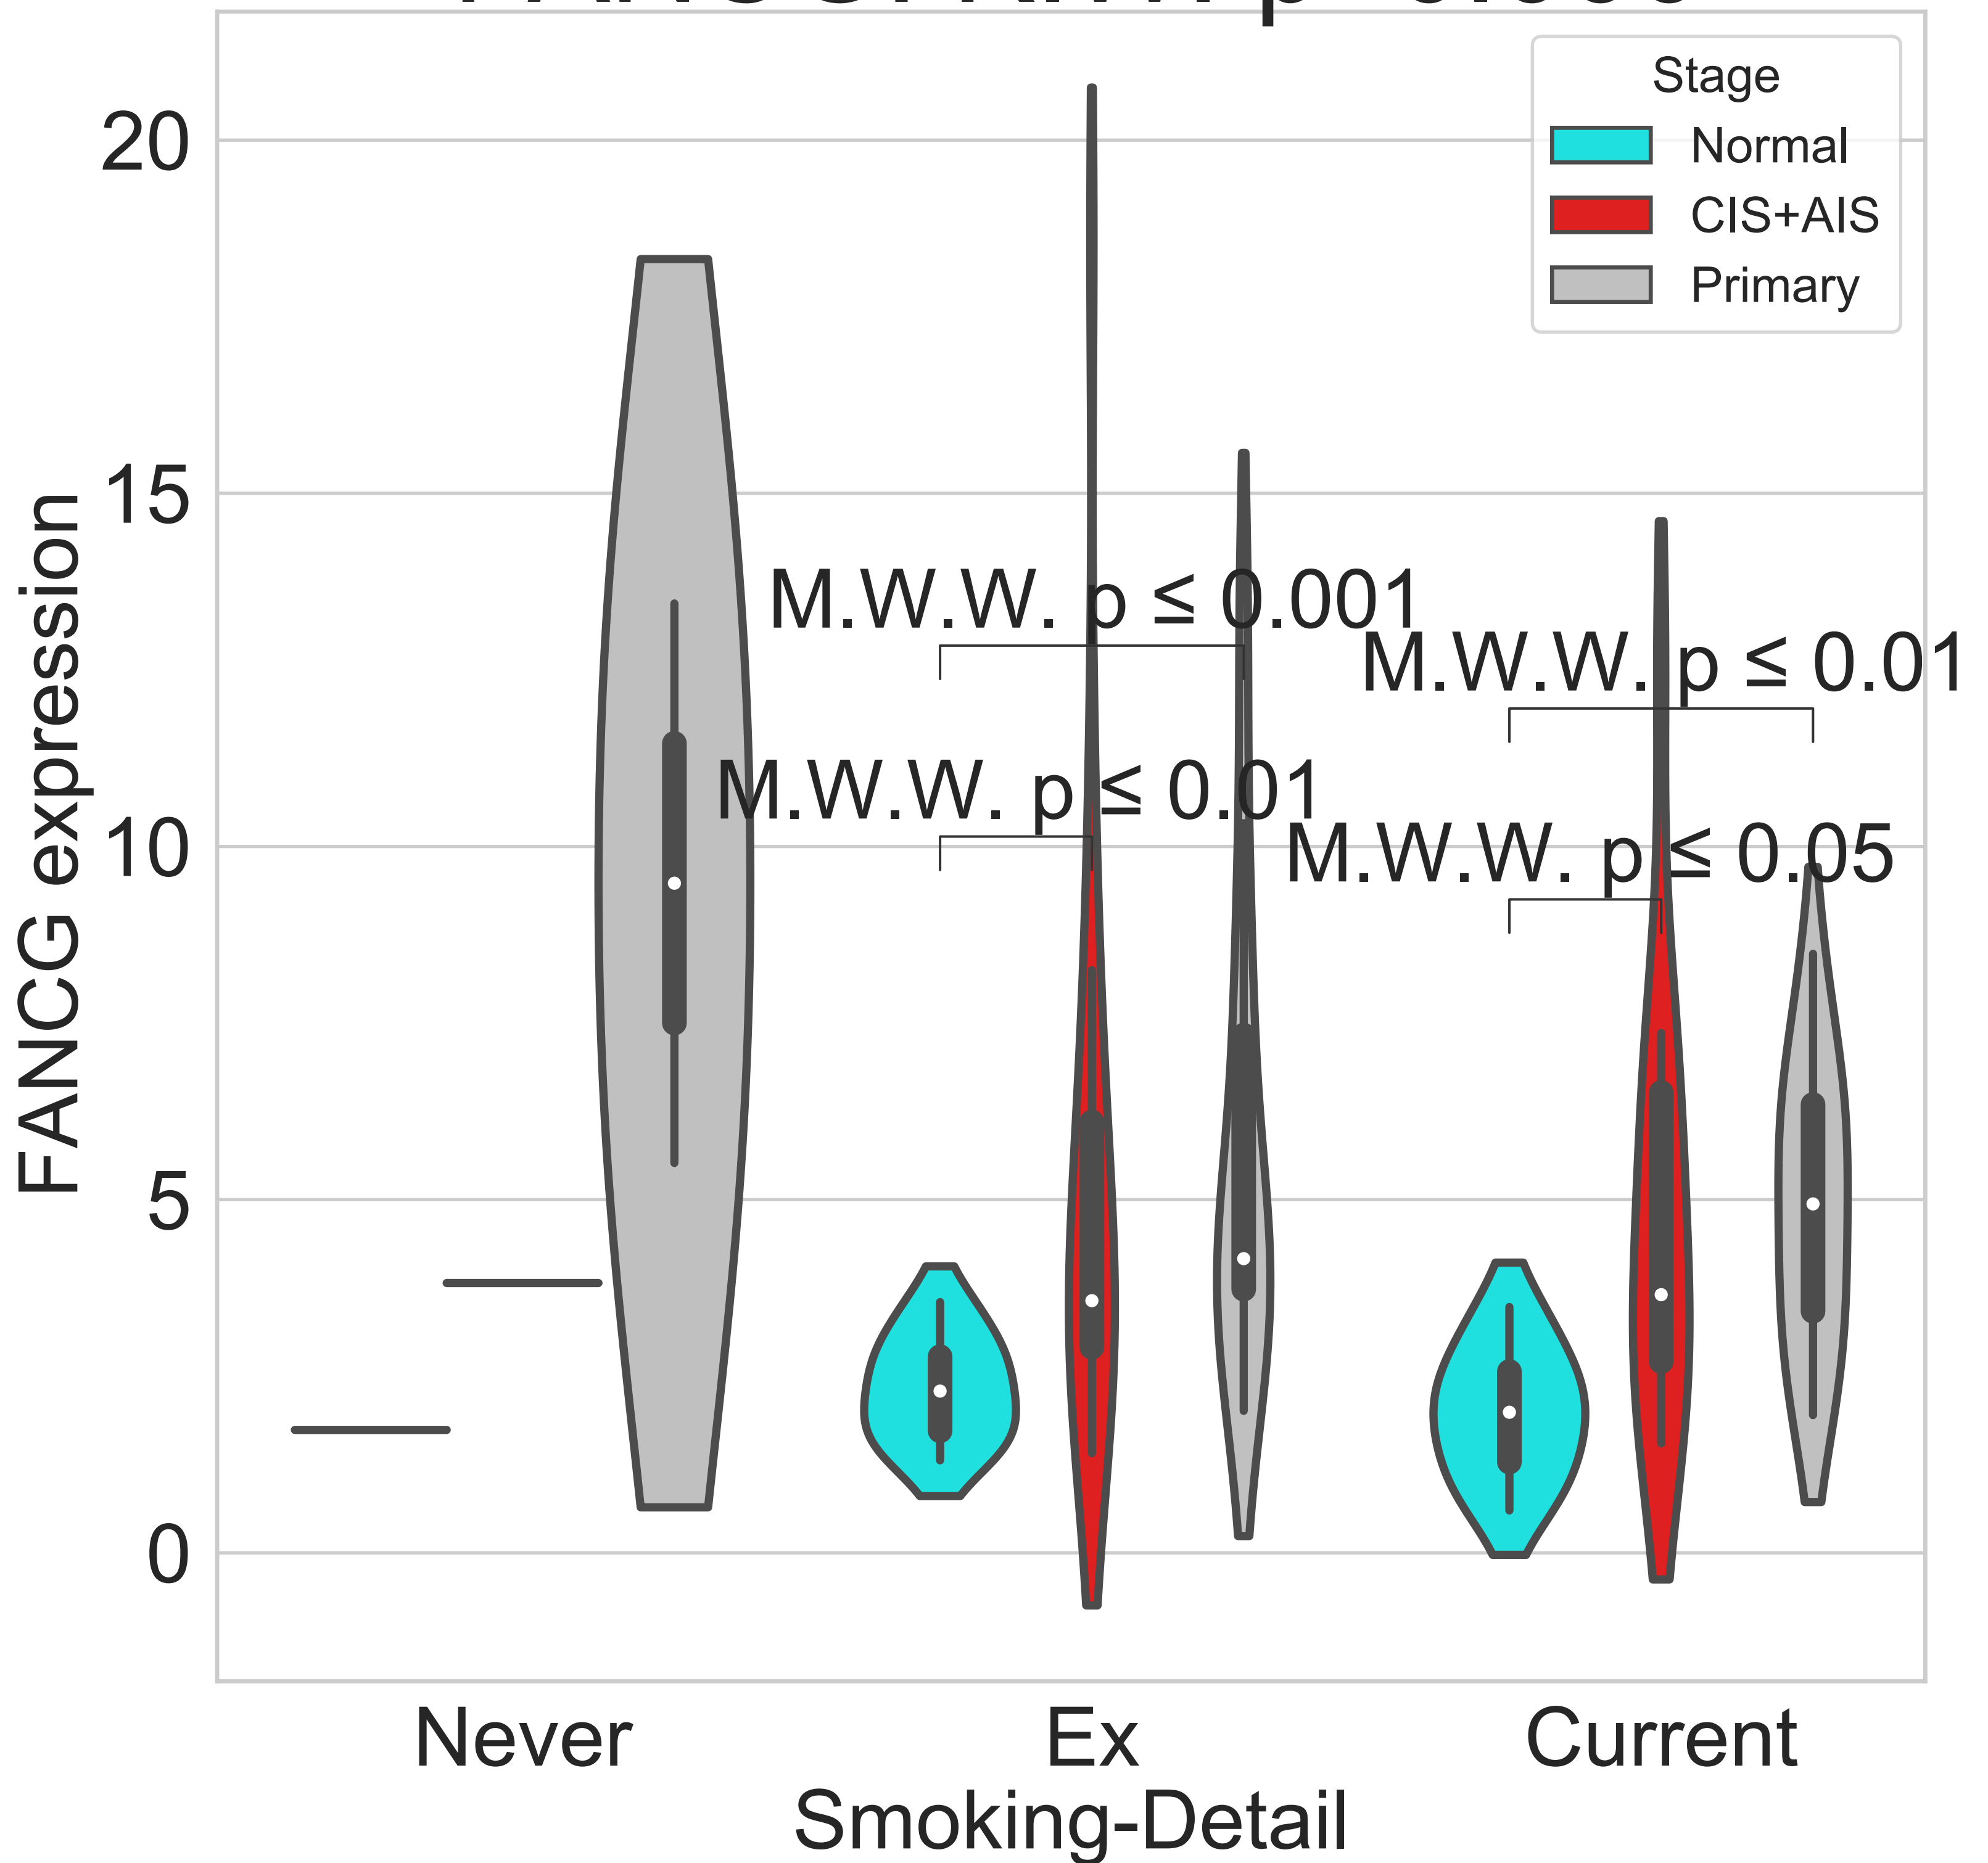 Stage
Normal
CIS+AIS
Primary
20
15
10
5
0
FANCG expression
M.W.W. p ≤ 0.001
M.W.W. p ≤ 0.01
M.W.W. p ≤ 0.01
M.W.W. p ≤ 0.05
Never
Ex
Current
Smoking-Detail